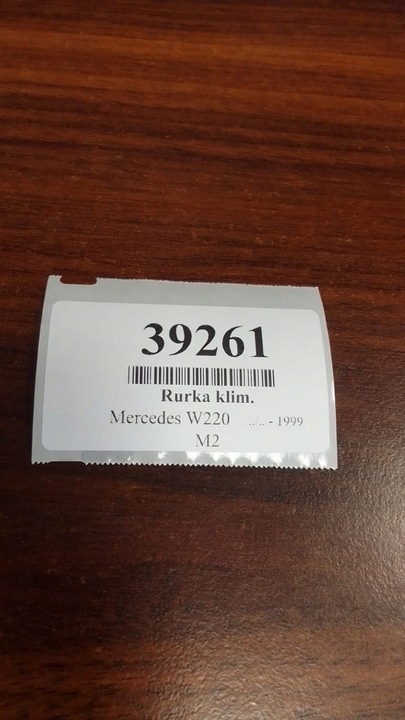 39261
Rurka klim.
Mercedes W220 ../.. - 1999
M2